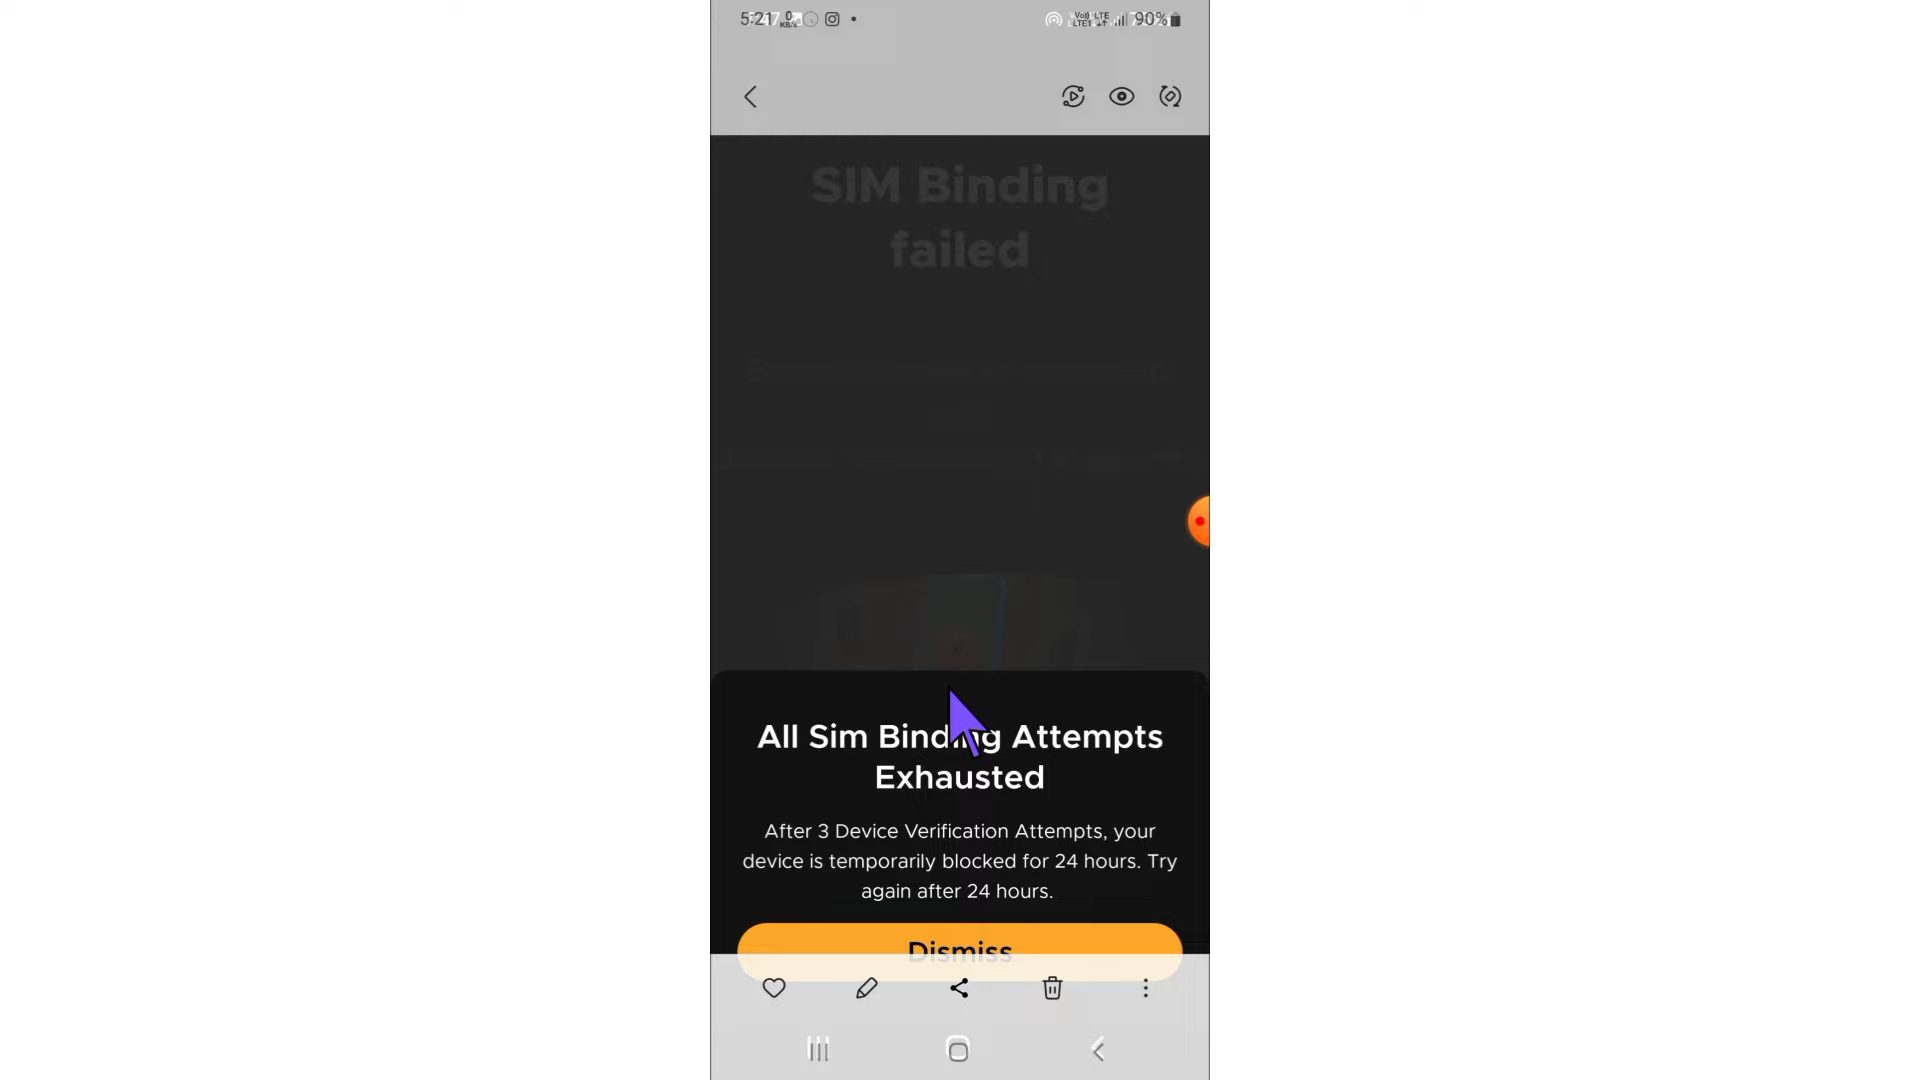 5:21
90%
SIM Binding
failed
All Sim Binding Attempts
Exhausted
After 3 Device Verification Attempts, your
device is temporarily blocked for 24 hours. Try
again after 24 hours.
Dismiss